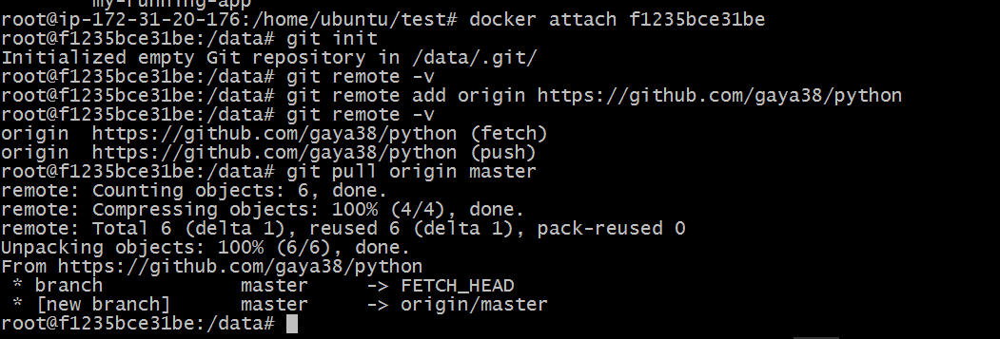 my-running-app
root@ip-172-31-20-176:/home/ubuntu/test# docker attach f1235bce31be
root@f1235bce31be:/data# git init
Initialized empty Git repository in /data/.git/
root@f1235bce31be:/data# git remote -v
root@f1235bce31be:/data# git remote add origin https://github.com/gaya38/python
root@f1235bce31be:/data# git remote -v
origin  https://github.com/gaya38/python (fetch)
origin  https://github.com/gaya38/python (push)
root@f1235bce31be:/data# git pull origin master
remote: Counting objects: 6, done.
remote: Compressing objects: 100% (4/4), done.
remote: Total 6 (delta 1), reused 6 (delta 1), pack-reused 0
Unpacking objects: 100% (6/6), done.
From https://github.com/gaya38/python
 * branch            master     -> FETCH_HEAD
 * [new branch]      master     -> origin/master
root@f1235bce31be:/data#